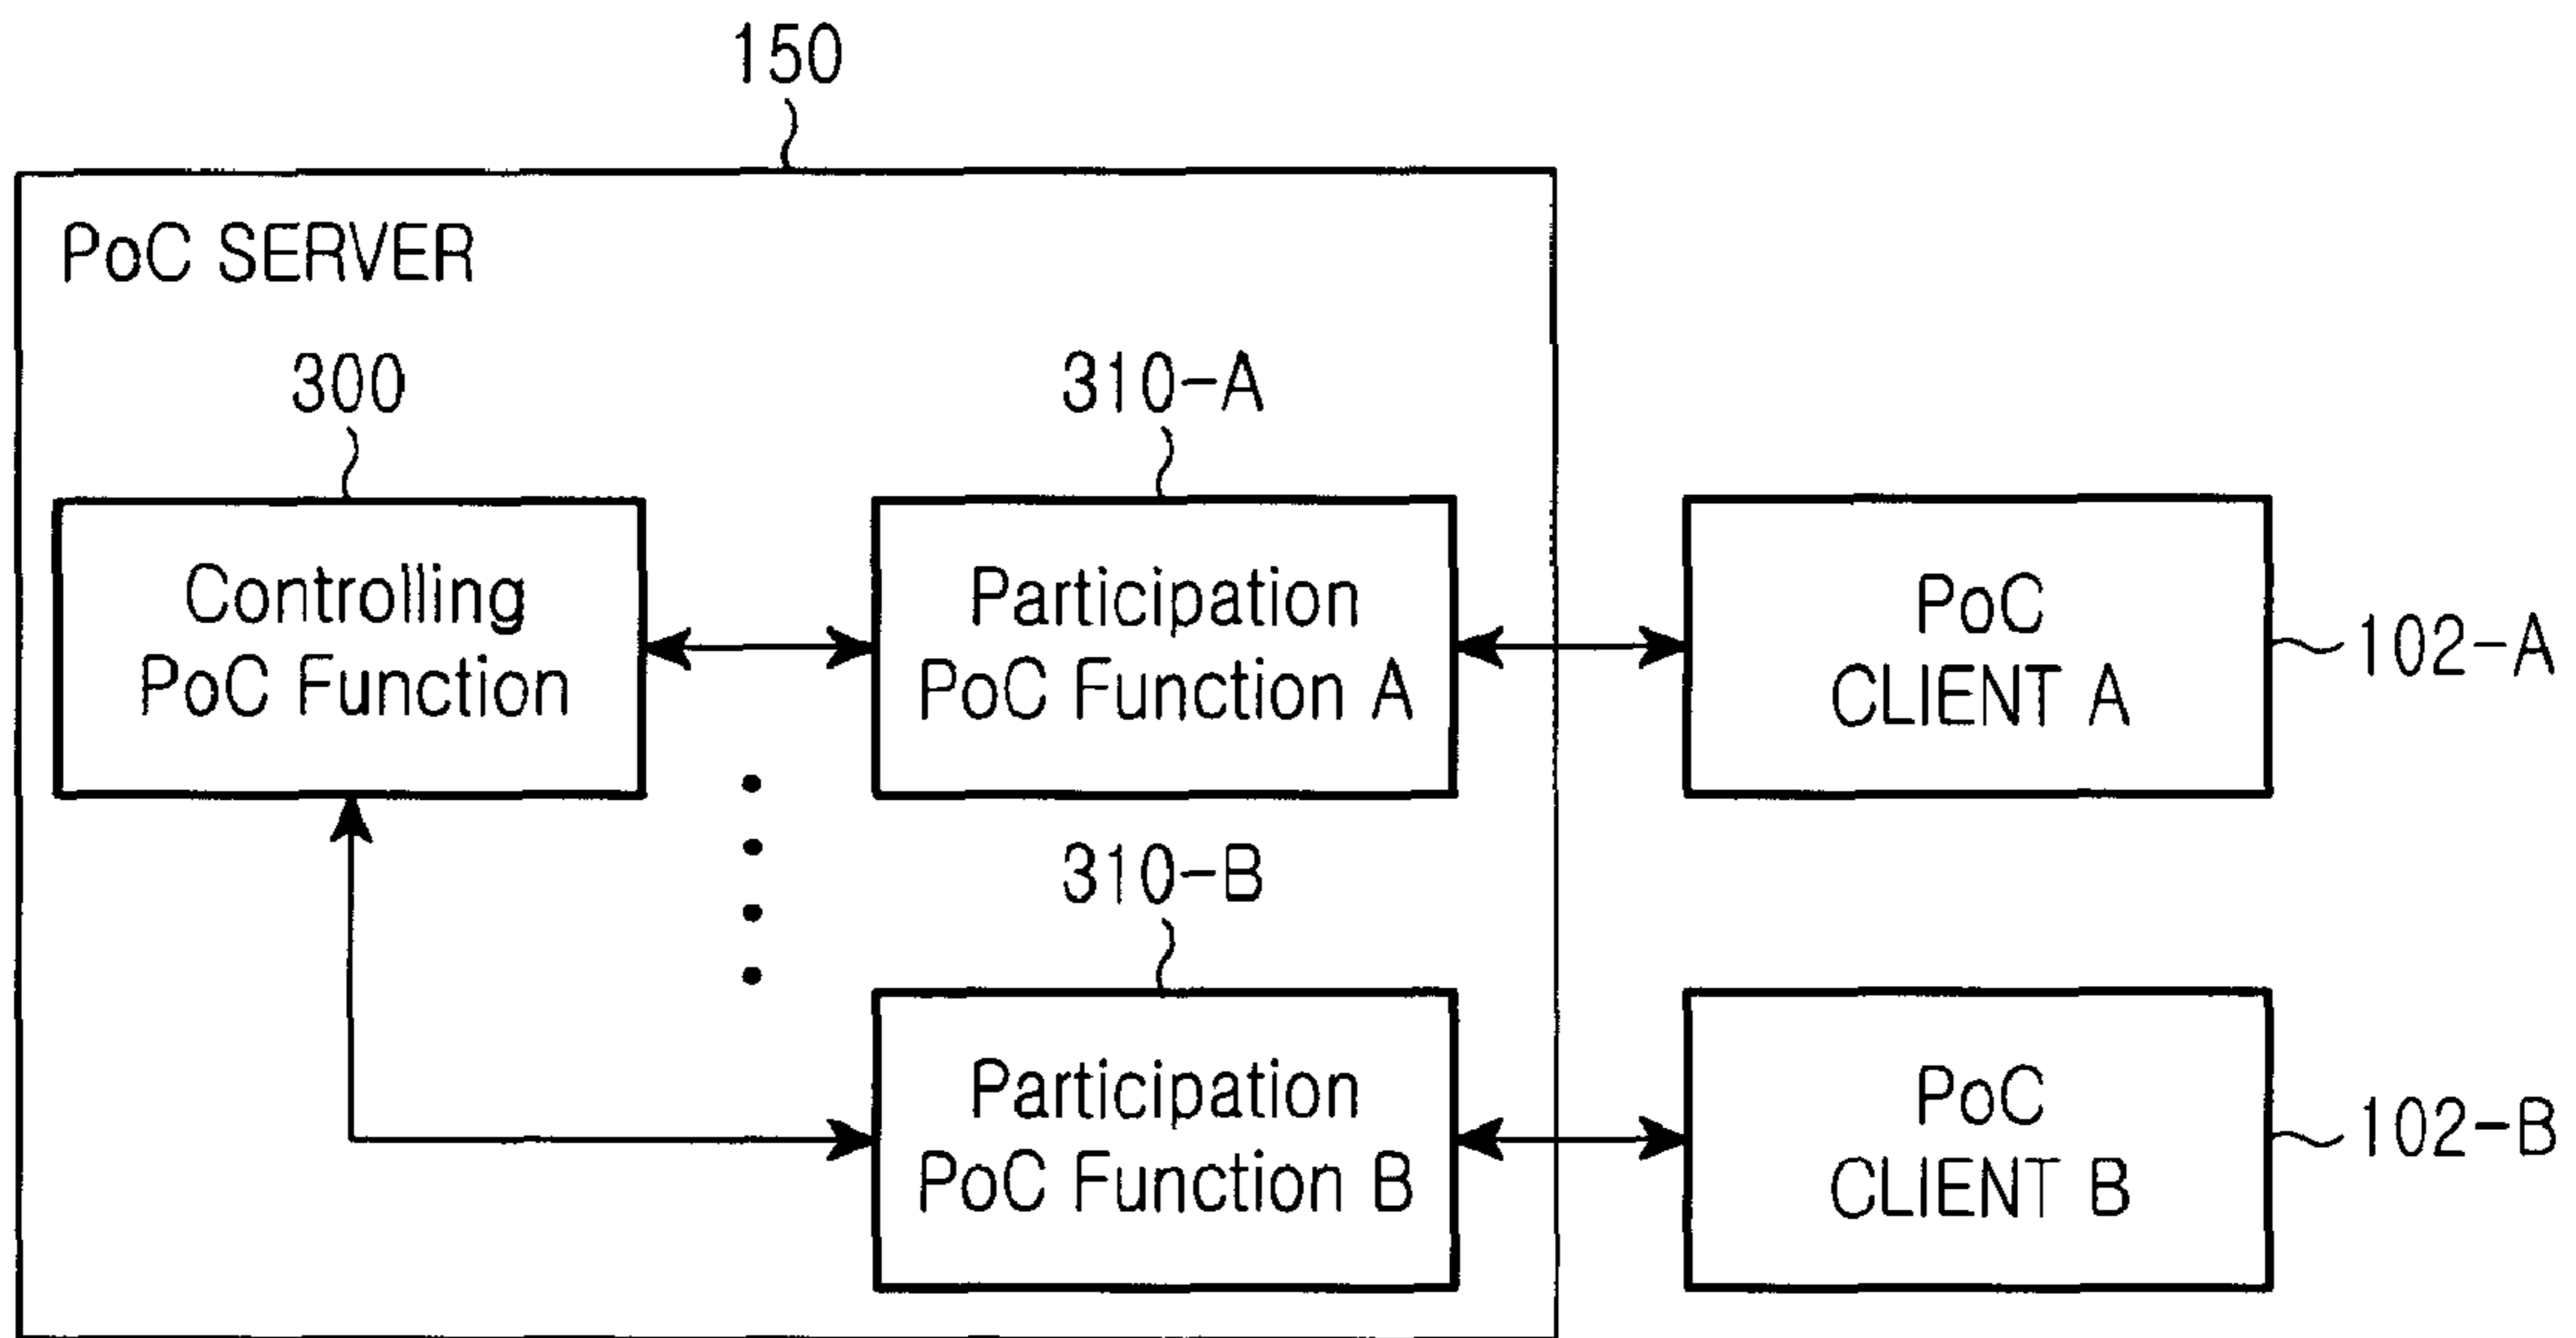 150
PoC SERVER
300
310-A
Controlling
PoC Function
Participation
PoC Function A
PoC
CLIENT A
102-A
310-B
Participation
PoC Function B
PoC
CLIENT B
102-B